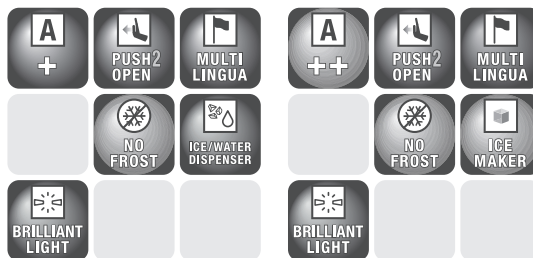 A
+
PUSH2
OPEN
MULTI
LINGUA
NO
FROST
ICE/WATER
DISPENSER
BRILLIANT
LIGHT
A
++
PUSH2
OPEN
MULTI
LINGUA
NO
FROST
ICE
MAKER
BRILLIANT
LIGHT